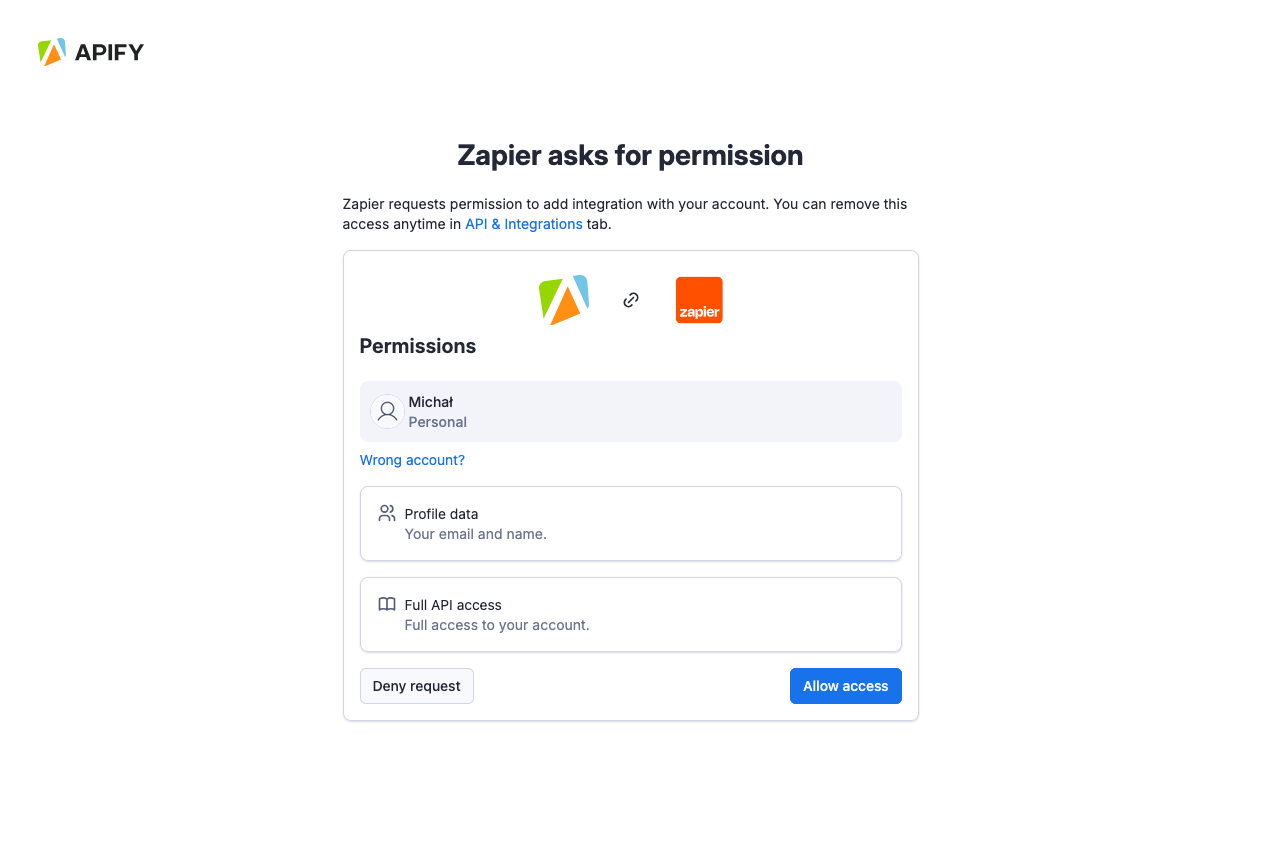 APIFY
Zapier asks for permission
Zapier requests permission to add integration with your account. You can remove this
access anytime in API & Integrations tab.
zapier
Permissions
Michał
Personal
Wrong account?
Profile data
Your email and name.
Full API access
Full access to your account.
Deny request
Allow access